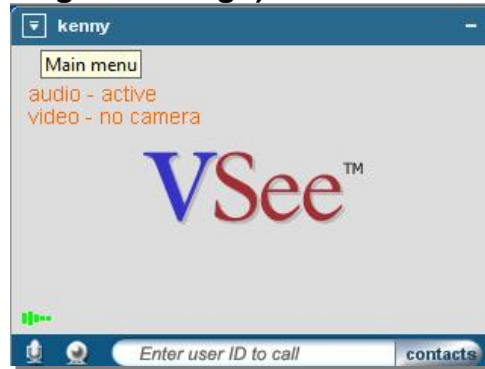 kenny
Main menu
audio - active
video - no camera
VSee™
Enter user ID to call
contacts